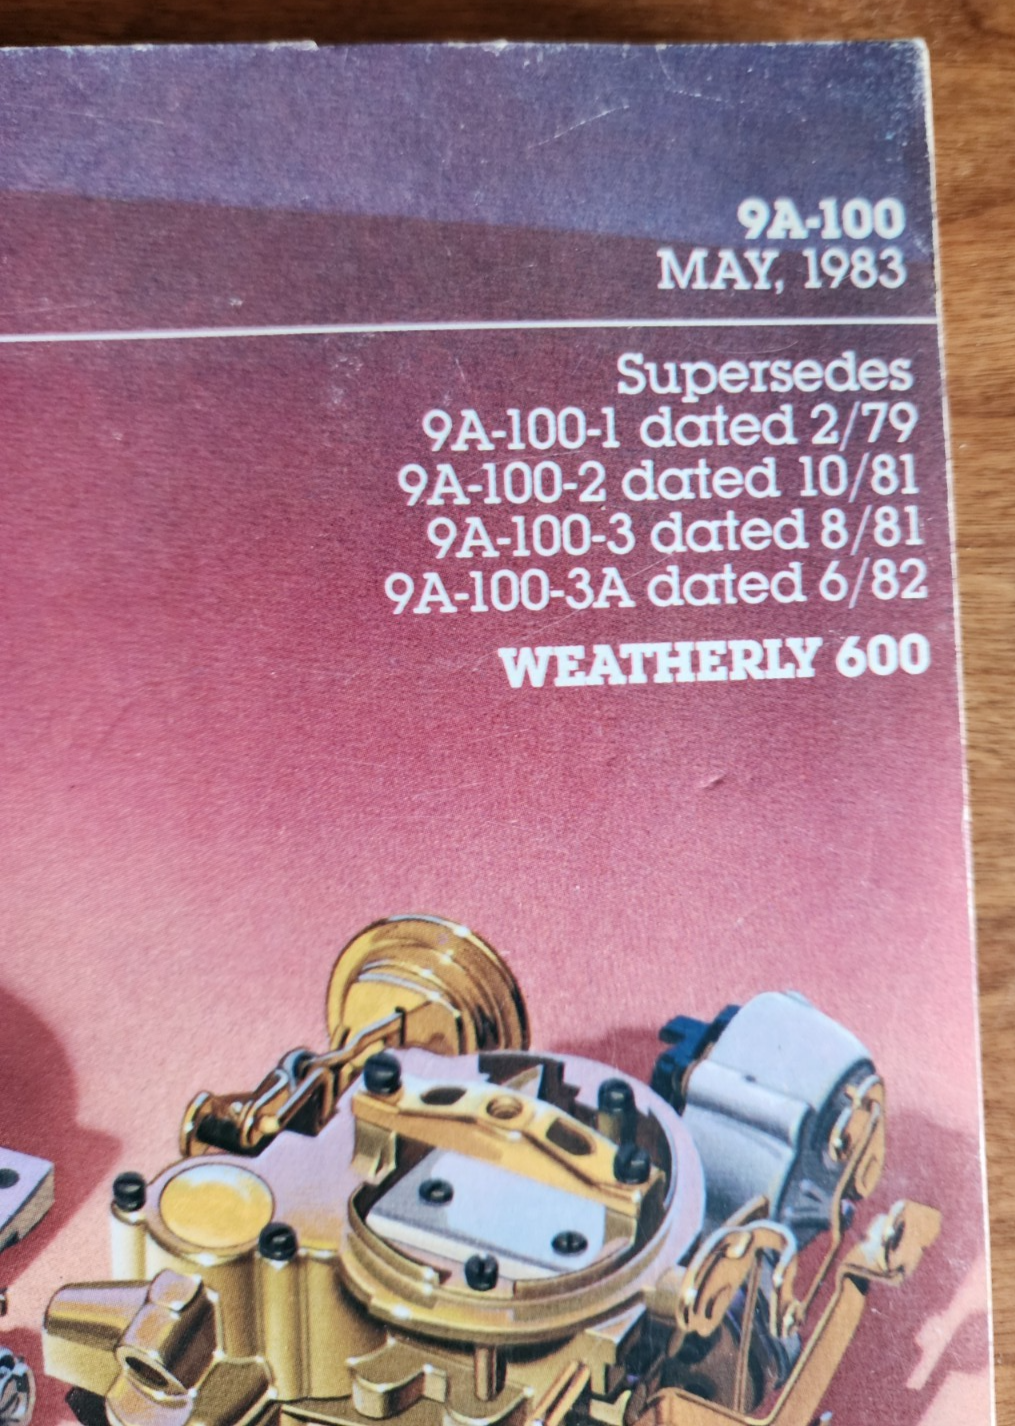 9A-100
MAY, 1983
Supersedes
9A-100-1 dated 2/79
9A-100-2 dated 10/81
9A-100-3 dated 8/81
9A-100-3A dated 6/82
WEATHERLY 600